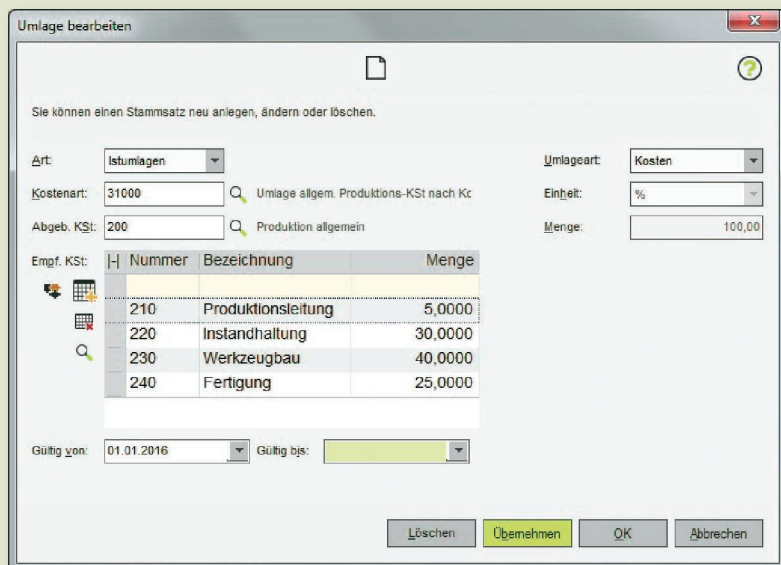 Umlage bearbeiten
Sie können einen Stammsatz neu anlegen, ändern oder löschen.
Art: Istumlagen Umlageart: Kosten
Kostenart: 31000 Umlage allgem. Produktions-KSt nach Kc Einheit: %
Abgeb. KSt: 200 Produktion allgemein Menge: 100,00
Empf. KSt: |-| Nummer Bezeichnung Menge
210 Produktionsleitung 5,0000
220 Instandhaltung 30,0000
230 Werkzeugbau 40,0000
240 Fertigung 25,0000
Gültig von: 01.01.2016 Gültig bis:
Löschen Übernehmen OK Abbrechen